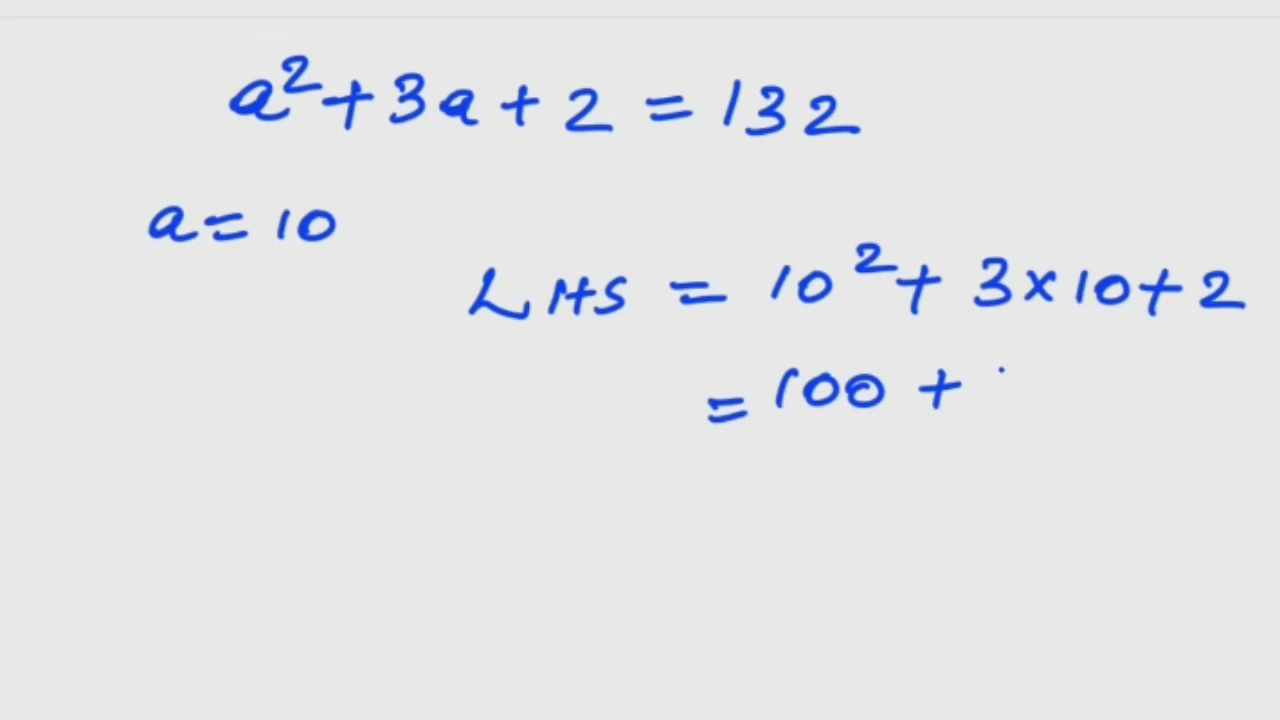 a² + 3a + 2 = 132
a = 10
LHS = 10² + 3 × 10 + 2
= 100 +